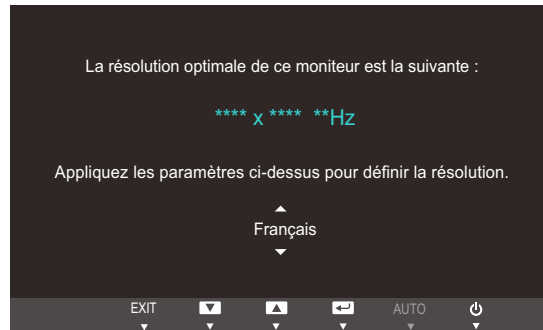 La résolution optimale de ce moniteur est la suivante :
**** x **** **Hz
Appliquez les paramètres ci-dessus pour définir la résolution.
Français
EXIT
AUTO